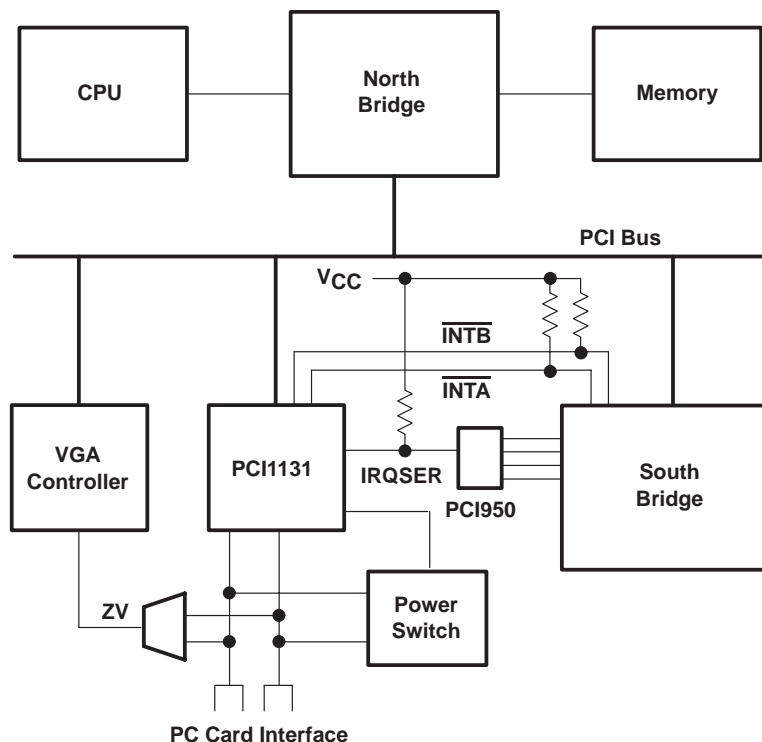 CPU
North
Bridge
Memory
PCI Bus
VCC
INTB
INTA
VGA
Controller
PCI1131
IRQSER
PCI950
South
Bridge
ZV
Power
Switch
PC Card Interface